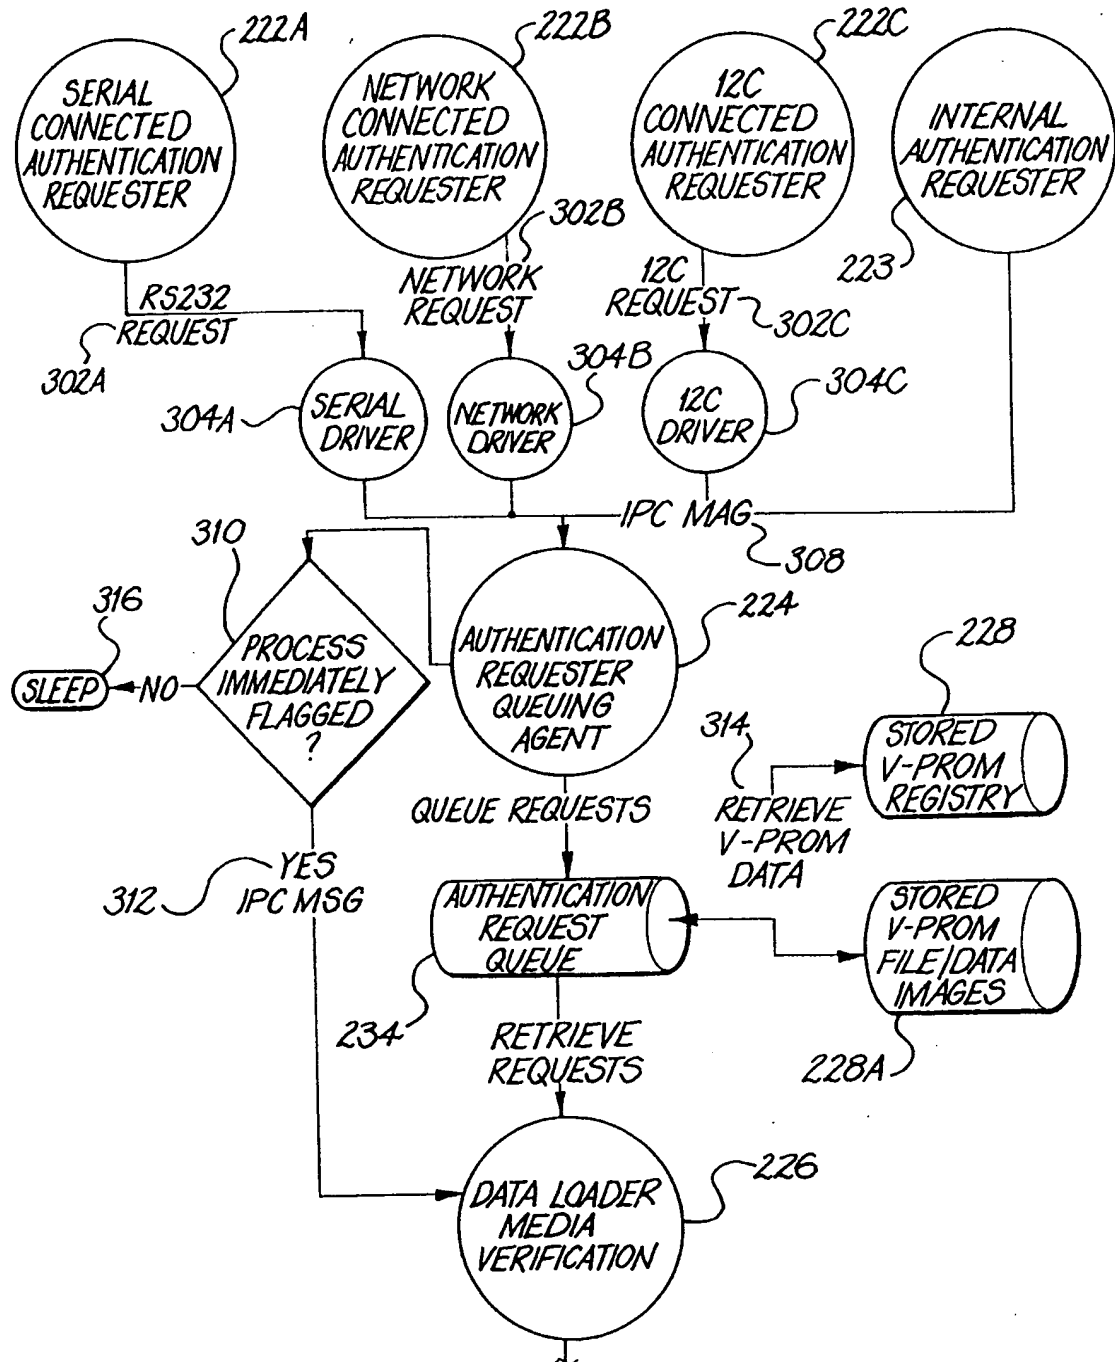 222A
222B
222C
SERIAL
CONNECTED
AUTHENTICATION
REQUESTER
NETWORK
CONNECTED
AUTHENTICATION
REQUESTER
12C
CONNECTED
AUTHENTICATION
REQUESTER
INTERNAL
AUTHENTICATION
REQUESTER
223
RS232
REQUEST
302A
302B
NETWORK
REQUEST
12C
REQUEST
302C
304A
SERIAL
DRIVER
304B
NETWORK
DRIVER
304C
12C
DRIVER
IPC MAG
308
310
316
SLEEP
NO
PROCESS
IMMEDIATELY
FLAGGED
?
224
AUTHENTICATION
REQUESTER
QUEUING
AGENT
228
STORED
V-PROM
REGISTRY
314
RETRIEVE
V-PROM
DATA
QUEUE REQUESTS
312
YES
IPC MSG
AUTHENTICATION
REQUEST
QUEUE
234
STORED
V-PROM
FILE/DATA
IMAGES
228A
RETRIEVE
REQUESTS
226
DATA LOADER
MEDIA
VERIFICATION